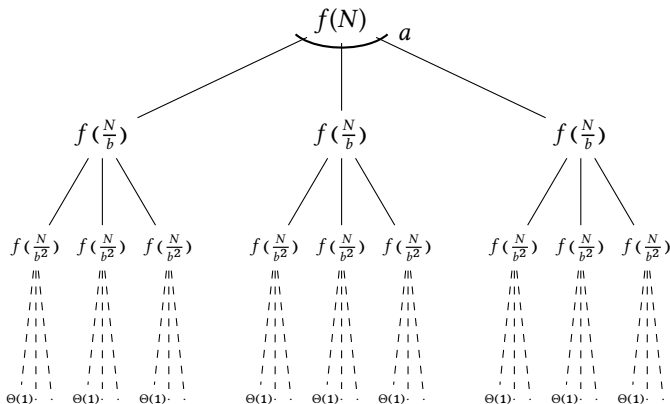 f(N)
a
f(N/b) f(N/b) f(N/b)
f(N/b²) f(N/b²) f(N/b²) f(N/b²) f(N/b²) f(N/b²) f(N/b²) f(N/b²) f(N/b²)
Θ(1)· · Θ(1)· · Θ(1)· · Θ(1)· · Θ(1)· · Θ(1)· · Θ(1)· · Θ(1)· · Θ(1)· ·